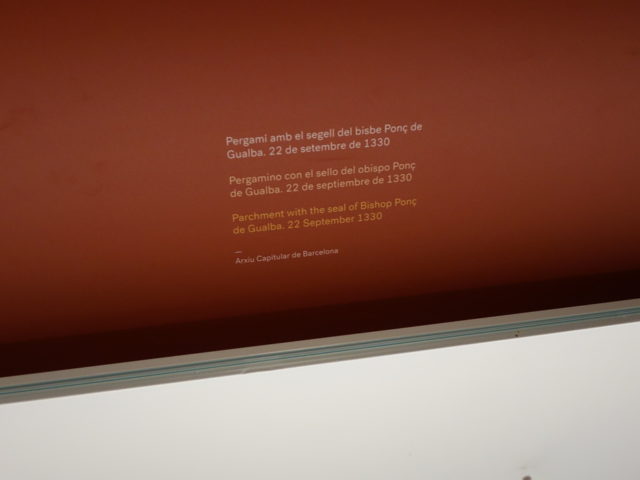 Pergamí amb el segell del bisbe Ponç de
Gualba. 22 de setembre de 1330
Pergamino con el sello del obispo Ponç
de Gualba. 22 de septiembre de 1330
Parchment with the seal of Bishop Ponç
de Gualba. 22 September 1330
—
Arxiu Capitular de Barcelona